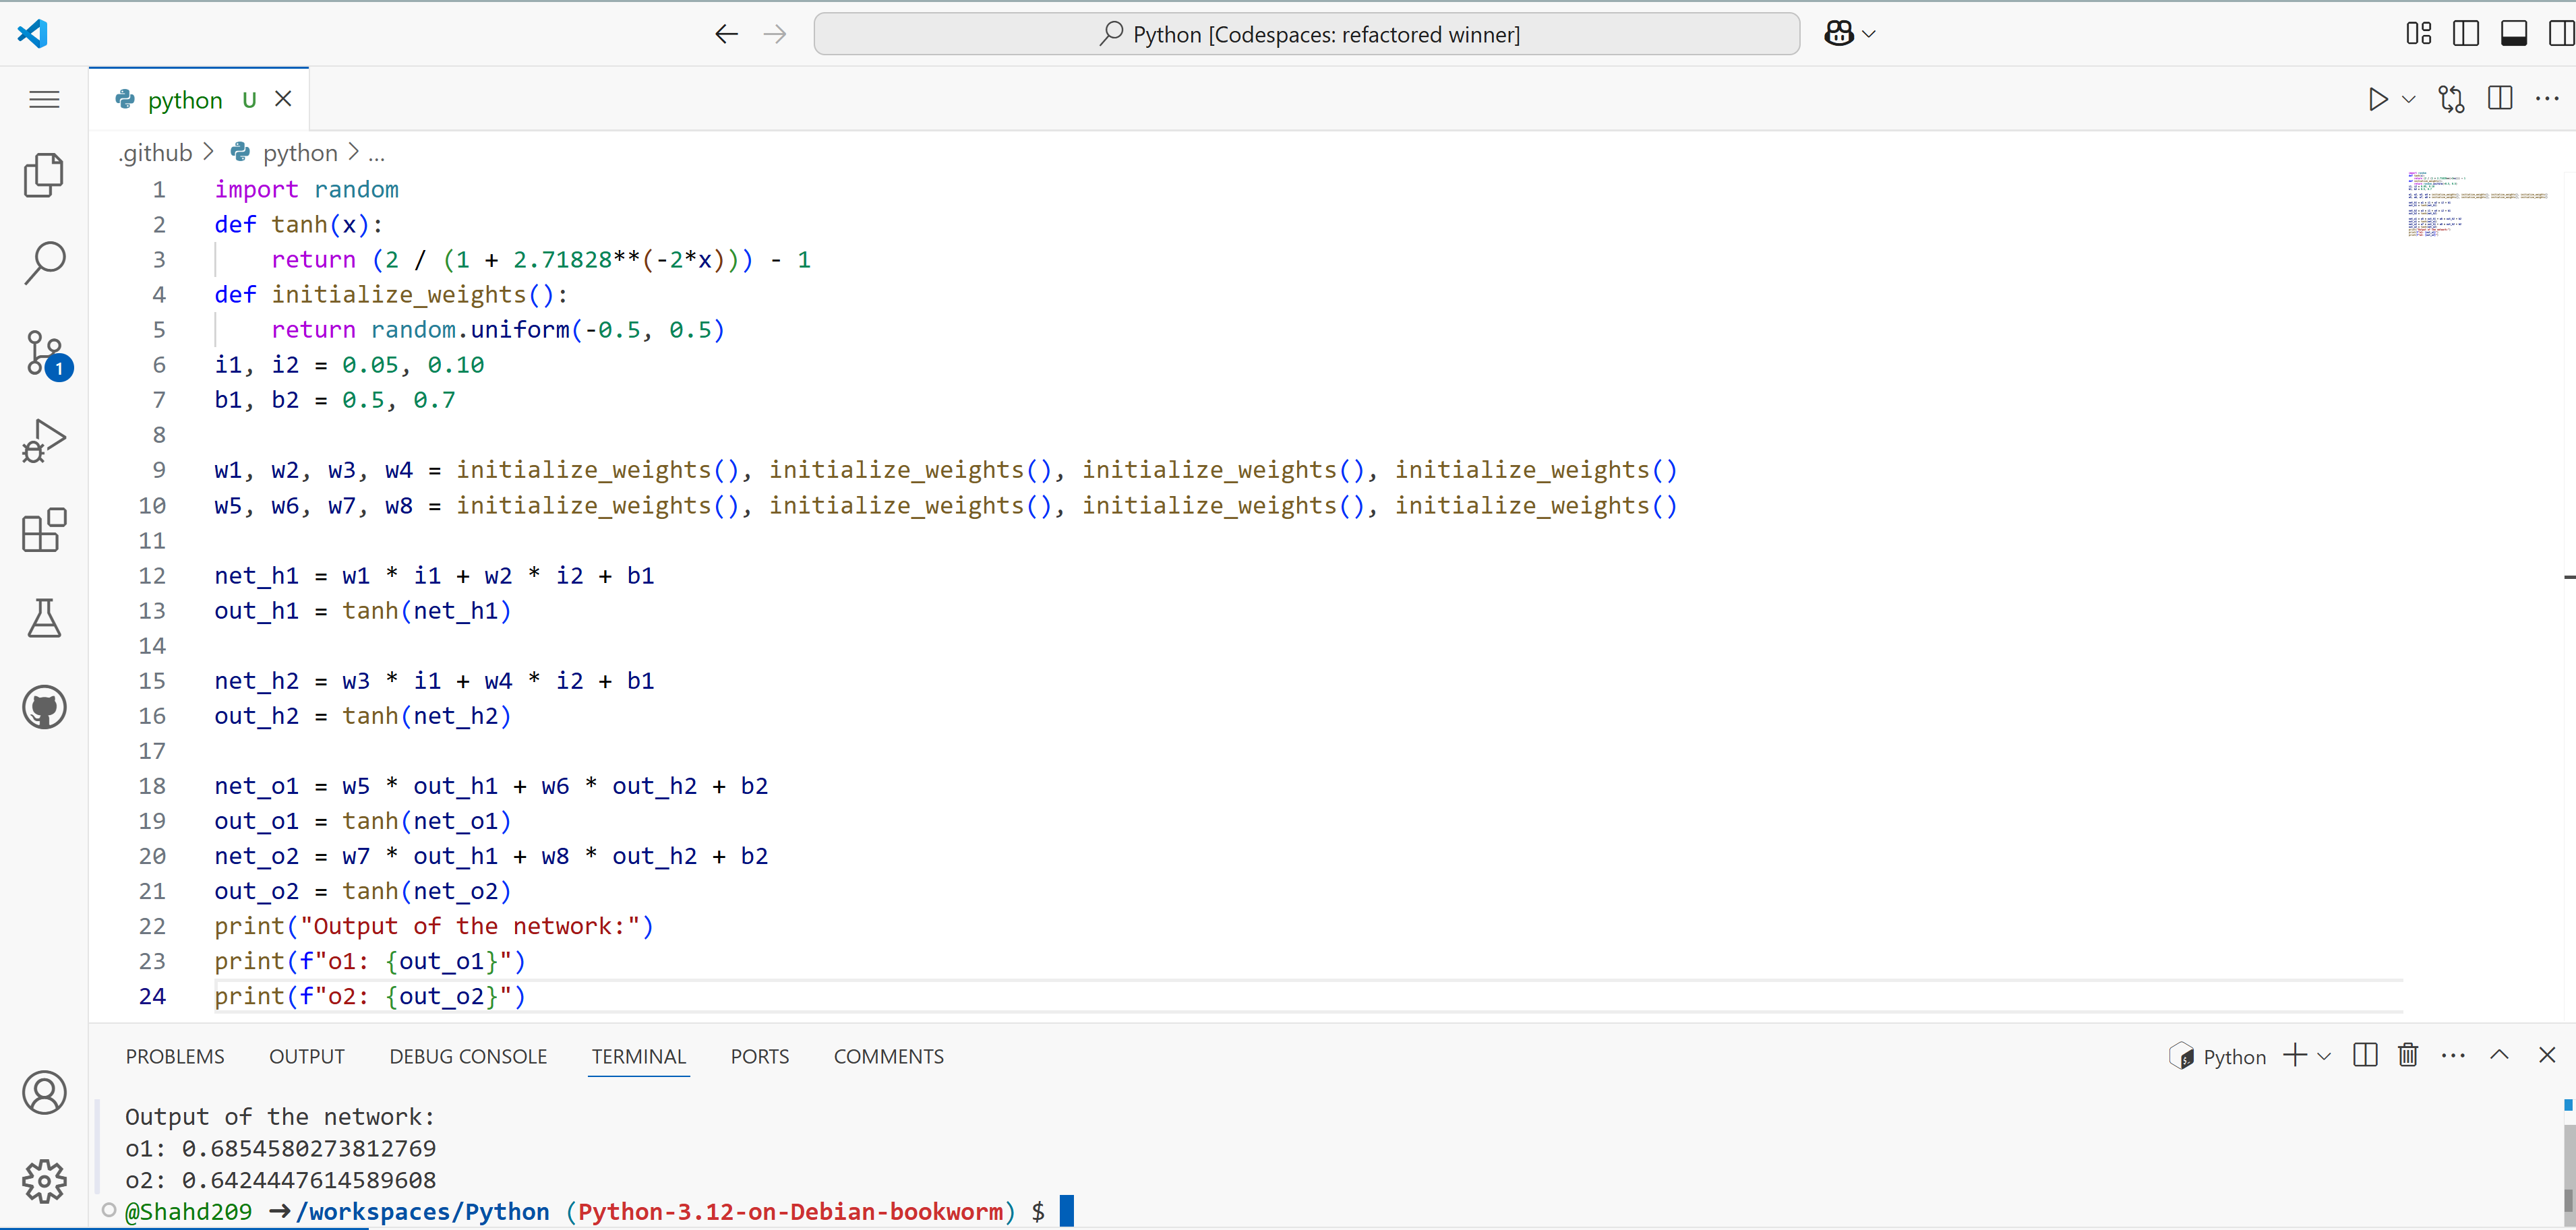 Python [Codespaces: refactored winner]
python U
.github > python > ...
1 import random
2 def tanh(x):
3     return (2 / (1 + 2.71828**(-2*x))) - 1
4 def initialize_weights():
5     return random.uniform(-0.5, 0.5)
6 i1, i2 = 0.05, 0.10
7 b1, b2 = 0.5, 0.7
8
9 w1, w2, w3, w4 = initialize_weights(), initialize_weights(), initialize_weights(), initialize_weights()
10 w5, w6, w7, w8 = initialize_weights(), initialize_weights(), initialize_weights(), initialize_weights()
11
12 net_h1 = w1 * i1 + w2 * i2 + b1
13 out_h1 = tanh(net_h1)
14
15 net_h2 = w3 * i1 + w4 * i2 + b1
16 out_h2 = tanh(net_h2)
17
18 net_o1 = w5 * out_h1 + w6 * out_h2 + b2
19 out_o1 = tanh(net_o1)
20 net_o2 = w7 * out_h1 + w8 * out_h2 + b2
21 out_o2 = tanh(net_o2)
22 print("Output of the network:")
23 print(f"o1: {out_o1}")
24 print(f"o2: {out_o2}")
1
PROBLEMS OUTPUT DEBUG CONSOLE TERMINAL PORTS COMMENTS Python
Output of the network:
o1: 0.6854580273812769
o2: 0.6424447614589608
@Shahd209 ➜/workspaces/Python (Python-3.12-on-Debian-bookworm) $